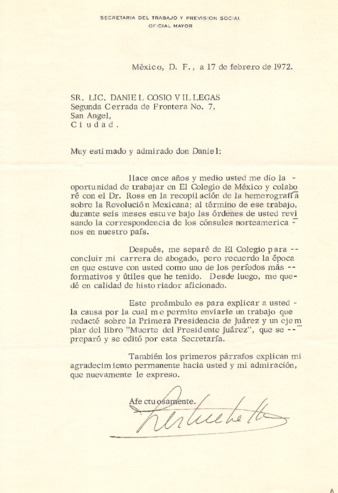 SECRETARIA DEL TRABAJO Y PREVISION SOCIAL
OFICIAL MAYOR
México, D. F., a 17 de febrero de 1972.
SR. LIC. DANIEL COSIO VILLEGAS
Segunda Cerrada de Frontera No. 7,
San Angel,
C i u d a d .
Muy estimado y admirado don Daniel:
Hace once años y medio usted me dio la -
oportunidad de trabajar en El Colegio de México y colabo
ré con el Dr. Ross en la recopilación de la hemerografía
sobre la Revolución Mexicana; al término de ese trabajo,
durante seis meses estuve bajo las órdenes de usted revi
sando la correspondencia de los cónsules norteamerica -
nos en nuestro país.
Después, me separé de El Colegio para --
concluir mi carrera de abogado, pero recuerdo la época
en que estuve con usted como uno de los períodos más -
formativos y útiles que he tenido. Desde luego, me que-
dé en calidad de historiador aficionado.
Este preámbulo es para explicar a usted -
la causa por la cual me permito enviarle un trabajo que
redacté sobre la Primera Presidencia de Juárez y un ejem
plar del libro "Muerte del Presidente Juárez", que se --
preparó y se editó por esta Secretaría.
También los primeros párrafos explican mi
agradecimiento permanente hacia usted y mi admiración,
que nuevamente le expreso.
Afectuosamente.